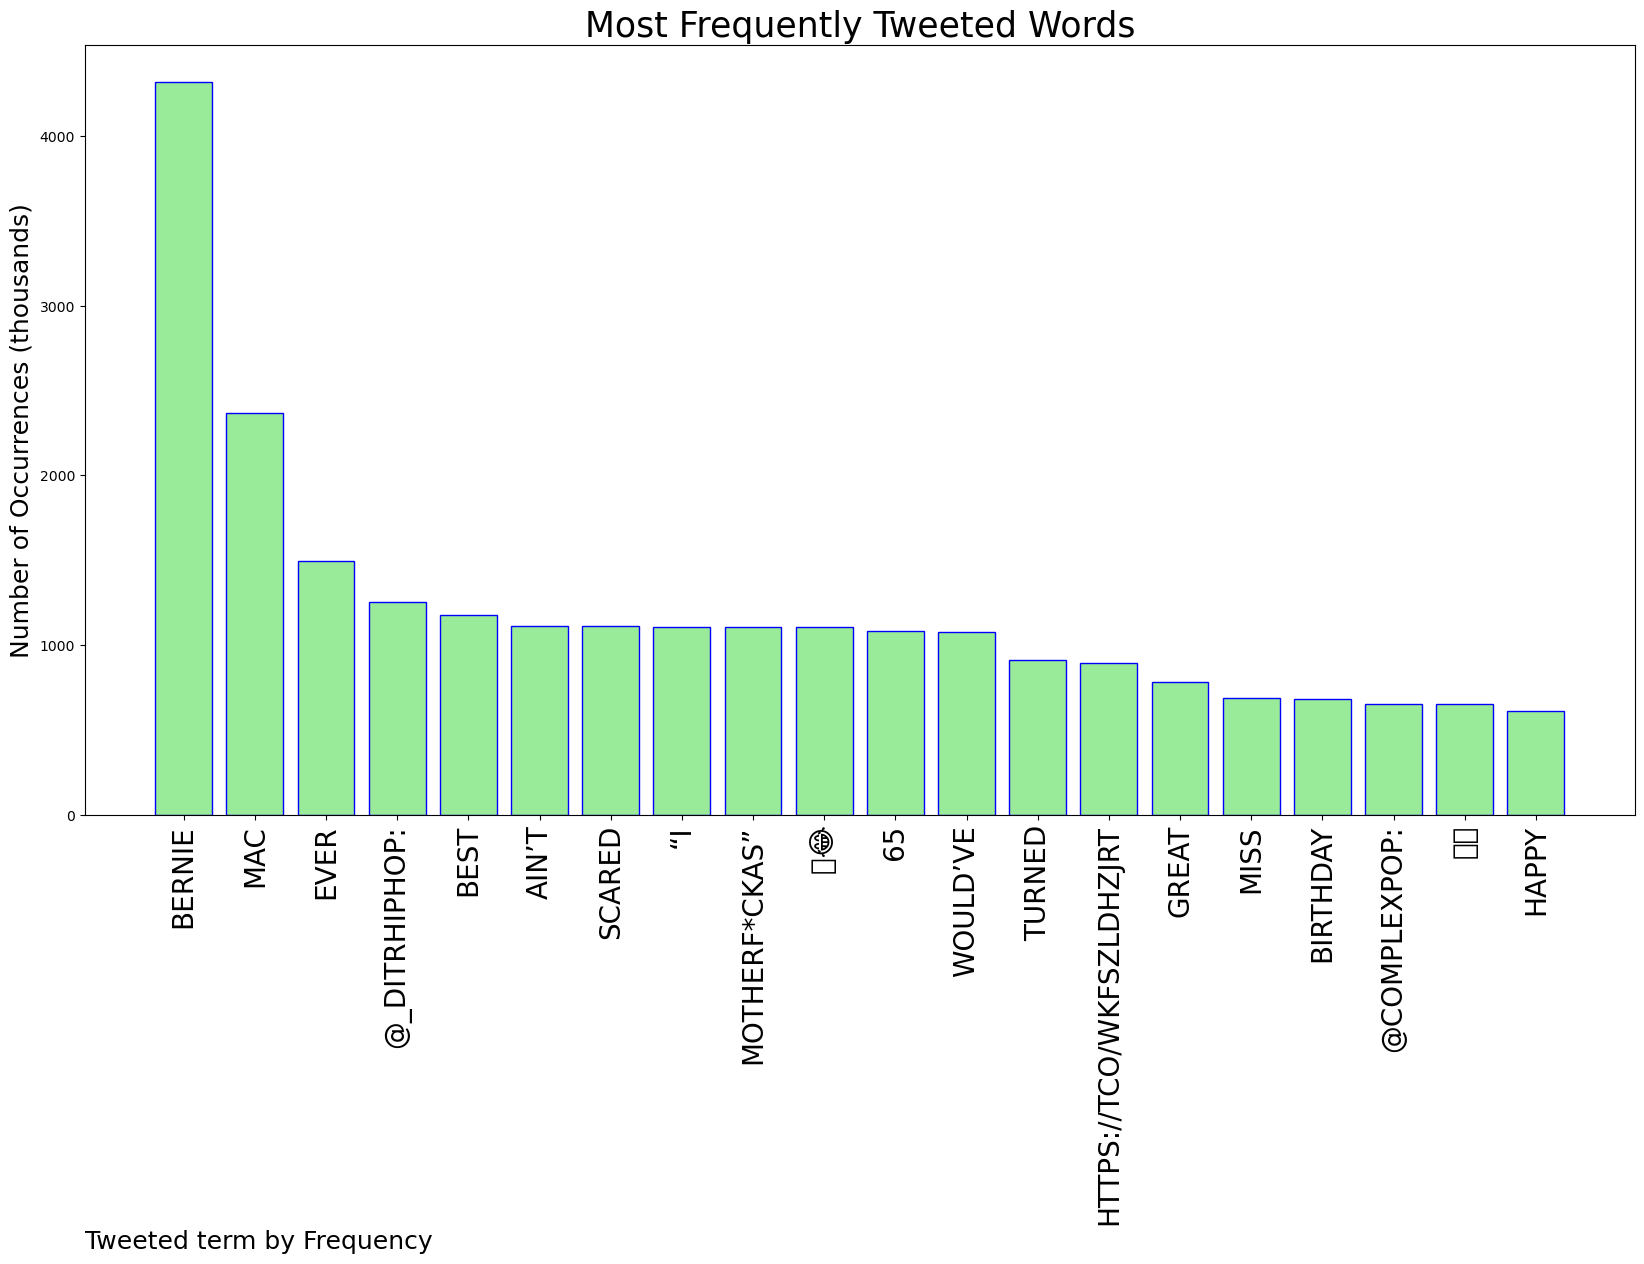 Most Frequently Tweeted Words
Number of Occurrences (thousands)
4000
3000
2000
1000
0
BERNIE
MAC
EVER
@_DITRHIPHOP:
BEST
AIN’T
SCARED
“I
MOTHERF*CKAS”
😂
65
WOULD’VE
TURNED
HTTPS://TCO/WKFSZLDHZJRT
GREAT
MISS
BIRTHDAY
@COMPLEXPOP:
HAPPY
Tweeted term by Frequency